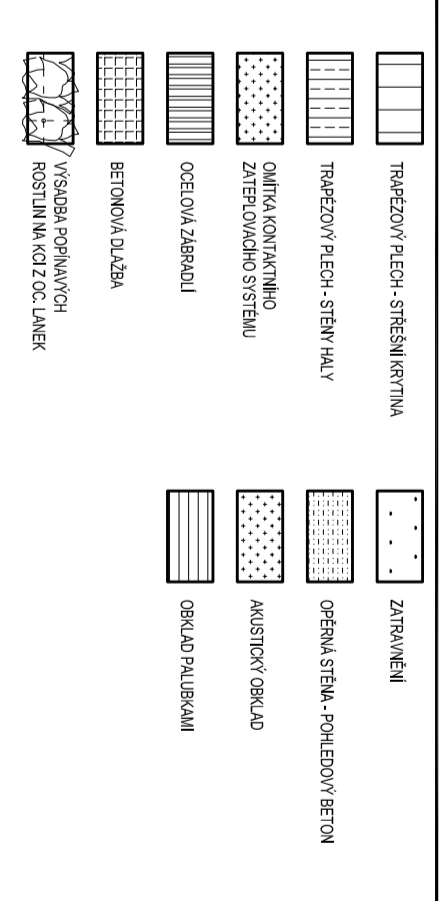 TRAPÉZOVÝ PLECH - STŘEŠNÍ KRYTINA
TRAPÉZOVÝ PLECH - STĚNY HALY
OMÍTKA KONTAKTNÍHO
ZATEPLOVACÍHO SYSTÉMU
OCELOVÁ ZÁBRADLÍ
BETONOVÁ DLAŽBA
VÝSADBA POPÍNAVÝCH
ROSTLIN NA KCI Z OC. LANEK
ZATRAVNĚNÍ
OPĚRNÁ STĚNA - POHLEDOVÝ BETON
AKUSTICKÝ OBKLAD
OBKLAD PALUBKAMI